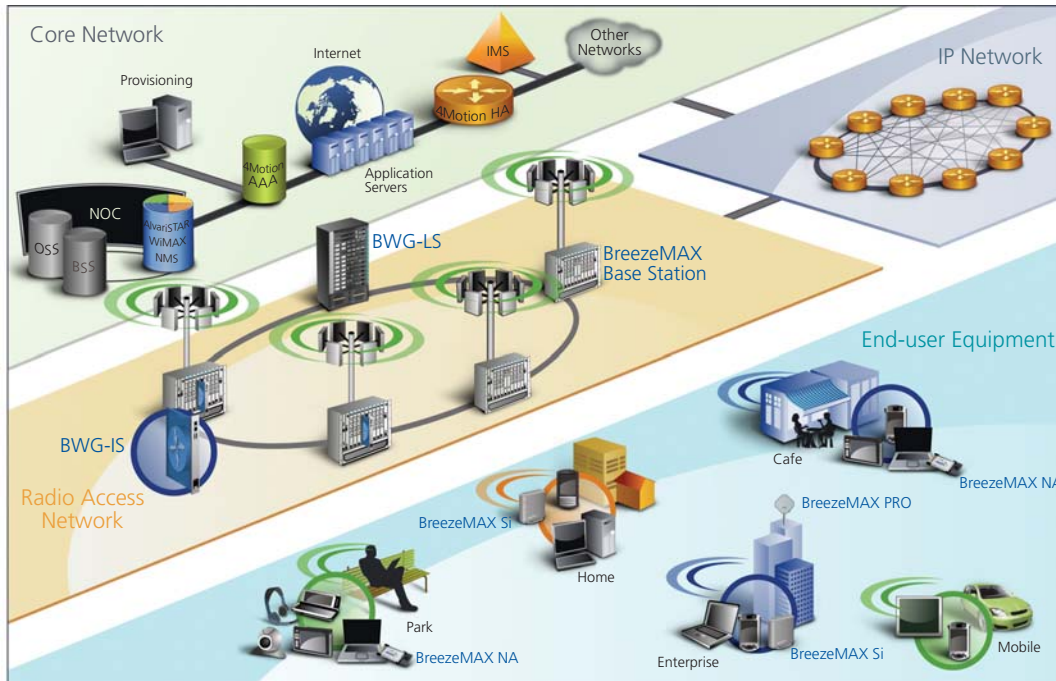 Core Network
Other
Networks
IMS
Internet
IP Network
Provisioning
4Motion HA
4Motion
AAA
Application
Servers
NOC
AlvariSTAR
WiMAX
NMS
OSS
BSS
BWG-LS
BreezeMAX
Base Station
End-user Equipment
BWG-IS
Cafe
BreezeMAX NA
Radio Access
Network
BreezeMAX PRO
BreezeMAX Si
Home
Park
BreezeMAX NA
Enterprise
BreezeMAX Si
Mobile